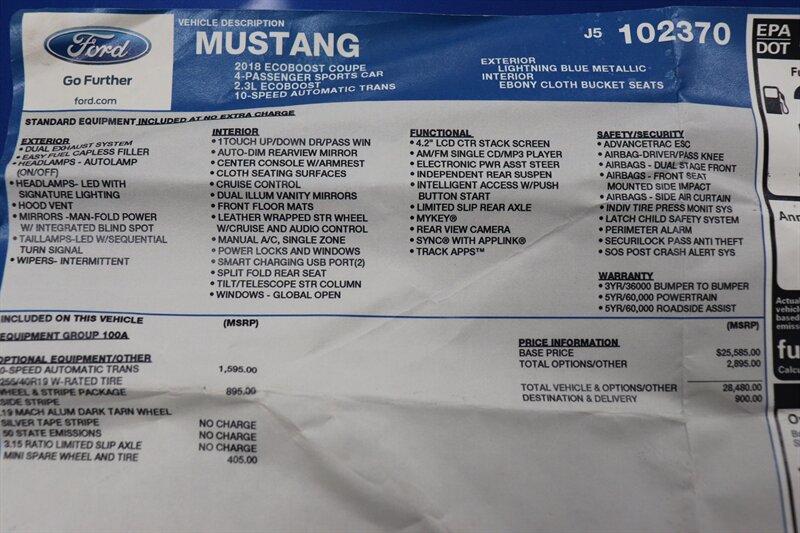 Ford
Go Further
ford.com
VEHICLE DESCRIPTION
MUSTANG
2018 ECOBOOST COUPE
4-PASSENGER SPORTS CAR
2.3L ECOBOOST
10-SPEED AUTOMATIC TRANS
J5 102370
EXTERIOR
LIGHTNING BLUE METALLIC
INTERIOR
EBONY CLOTH BUCKET SEATS
STANDARD EQUIPMENT INCLUDED AT NO EXTRA CHARGE
EXTERIOR
• DUAL EXHAUST SYSTEM
• EASY FUEL CAPLESS FILLER
• HEADLAMPS - AUTOLAMP
(ON/OFF)
• HEADLAMPS- LED WITH
SIGNATURE LIGHTING
• HOOD VENT
• MIRRORS -MAN-FOLD POWER
W/ INTEGRATED BLIND SPOT
• TAILLAMPS-LED W/SEQUENTIAL
TURN SIGNAL
• WIPERS- INTERMITTENT
INTERIOR
• 1TOUCH UP/DOWN DR/PASS WIN
• AUTO-DIM REARVIEW MIRROR
• CENTER CONSOLE W/ARMREST
• CLOTH SEATING SURFACES
• CRUISE CONTROL
• DUAL ILLUM VANITY MIRRORS
• FRONT FLOOR MATS
• LEATHER WRAPPED STR WHEEL
W/CRUISE AND AUDIO CONTROL
• MANUAL A/C, SINGLE ZONE
• POWER LOCKS AND WINDOWS
• SMART CHARGING USB PORT(2)
• SPLIT FOLD REAR SEAT
• TILT/TELESCOPE STR COLUMN
• WINDOWS - GLOBAL OPEN
FUNCTIONAL
• 4.2" LCD CTR STACK SCREEN
• AM/FM SINGLE CD/MP3 PLAYER
• ELECTRONIC PWR ASST STEER
• INDEPENDENT REAR SUSPEN
• INTELLIGENT ACCESS W/PUSH
BUTTON START
• LIMITED SLIP REAR AXLE
• MYKEY®
• REAR VIEW CAMERA
• SYNC® WITH APPLINK®
• TRACK APPS™
SAFETY/SECURITY
• ADVANCETRAC ESC
• AIRBAG-DRIVER/PASS KNEE
• AIRBAGS - DUAL STAGE FRONT
• AIRBAGS - FRONT SEAT
MOUNTED SIDE IMPACT
• AIRBAGS - SIDE AIR CURTAIN
• INDIV TIRE PRESS MONIT SYS
• LATCH CHILD SAFETY SYSTEM
• PERIMETER ALARM
• SECURILOCK PASS ANTI THEFT
• SOS POST CRASH ALERT SYS
WARRANTY
• 3YR/36000 BUMPER TO BUMPER
• 5YR/60,000 POWERTRAIN
• 5YR/60,000 ROADSIDE ASSIST
INCLUDED ON THIS VEHICLE (MSRP)
EQUIPMENT GROUP 100A
OPTIONAL EQUIPMENT/OTHER
0-SPEED AUTOMATIC TRANS 1,595.00
255/40R19 W-RATED TIRE
WHEEL & STRIPE PACKAGE 895.00
SIDE STRIPE
.19 MACH ALUM DARK TARN WHEEL
SILVER TAPE STRIPE NO CHARGE
50 STATE EMISSIONS NO CHARGE
3.15 RATIO LIMITED SLIP AXLE NO CHARGE
MINI SPARE WHEEL AND TIRE 405.00
(MSRP)
PRICE INFORMATION
BASE PRICE $25,585.00
TOTAL OPTIONS/OTHER 2,895.00
TOTAL VEHICLE & OPTIONS/OTHER 28,480.00
DESTINATION & DELIVERY 900.00
EPA
DOT